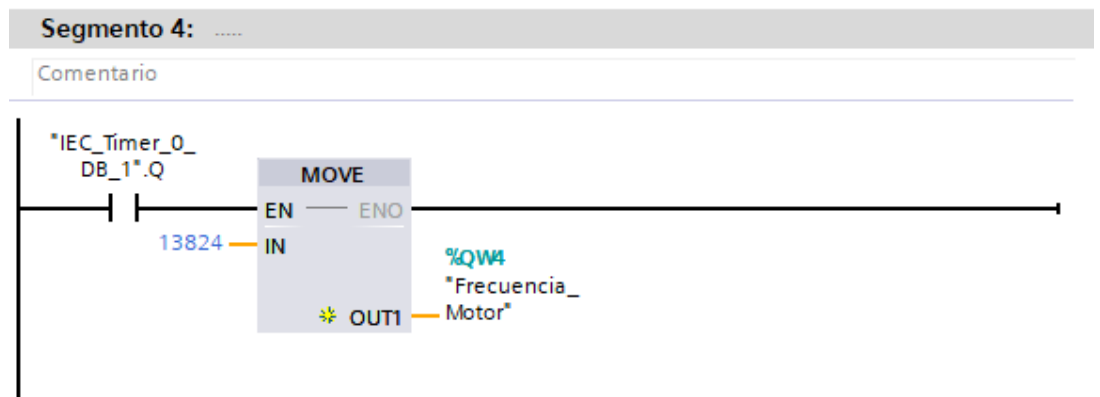 Segmento 4: .....
Comentario
"IEC_Timer_0_
DB_1".Q
MOVE
EN ENO
13824 IN
%QW4
"Frecuencia_
Motor"
OUT1